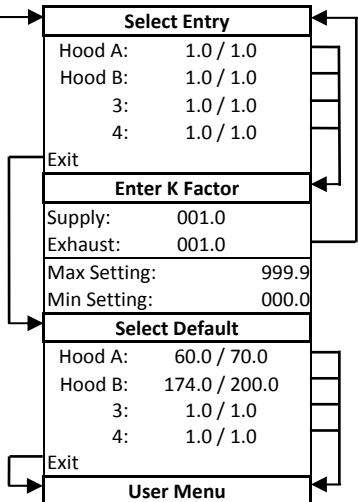 Select Entry
Hood A: 1.0 / 1.0
Hood B: 1.0 / 1.0
3: 1.0 / 1.0
4: 1.0 / 1.0
Exit
Enter K Factor
Supply: 001.0
Exhaust: 001.0
Max Setting: 999.9
Min Setting: 000.0
Select Default
Hood A: 60.0 / 70.0
Hood B: 174.0 / 200.0
3: 1.0 / 1.0
4: 1.0 / 1.0
Exit
User Menu